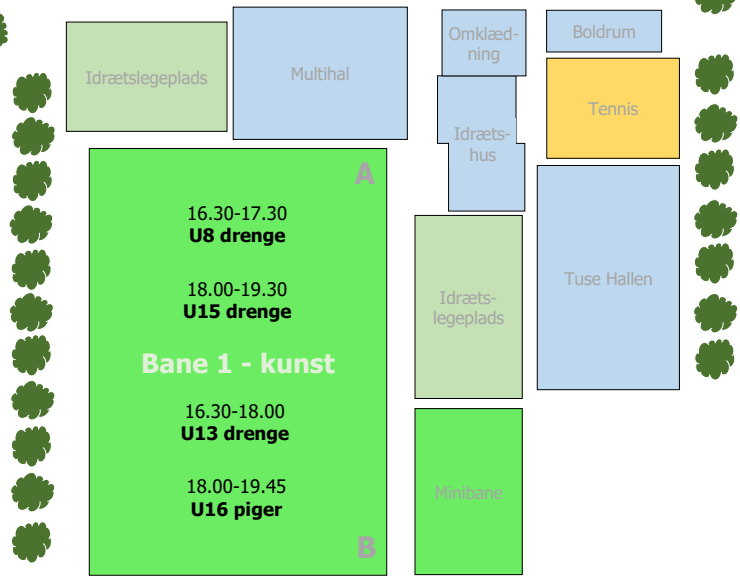 Idrætslegeplads
Multihal
Omklæd-
ning
Boldrum
Idræts-
hus
Tennis
A
16.30-17.30
U8 drenge
18.00-19.30
U15 drenge
Bane 1 - kunst
16.30-18.00
U13 drenge
18.00-19.45
U16 piger
B
Idræts-
legeplads
Tuse Hallen
Minibane